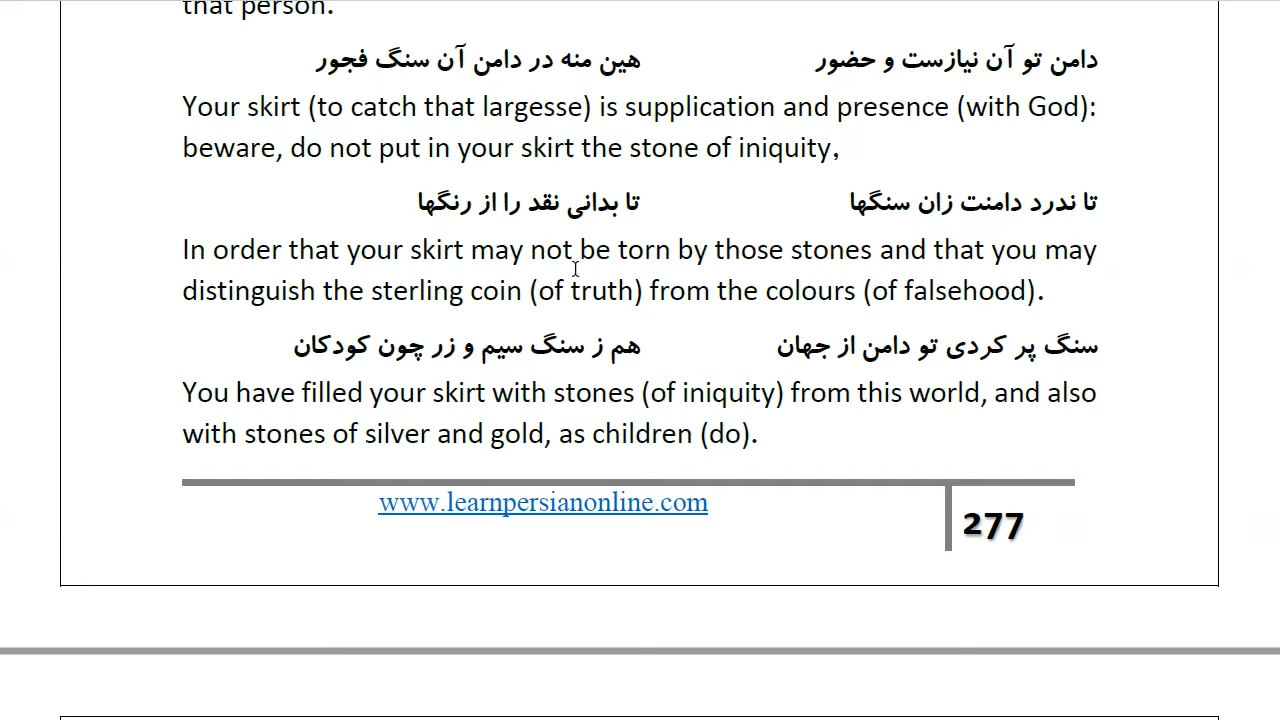 that person.
دامن تو آن نیازست و حضور هین منه در دامن آن سنگ فجور
Your skirt (to catch that largesse) is supplication and presence (with God):
beware, do not put in your skirt the stone of iniquity,
تا ندرد دامنت زان سنگها تا بدانی نقد را از رنگها
In order that your skirt may not be torn by those stones and that you may
distinguish the sterling coin (of truth) from the colours (of falsehood).
سنگ پر کردی تو دامن از جهان هم ز سنگ سیم و زر چون کودکان
You have filled your skirt with stones (of iniquity) from this world, and also
with stones of silver and gold, as children (do).
www.learnpersianonline.com
277